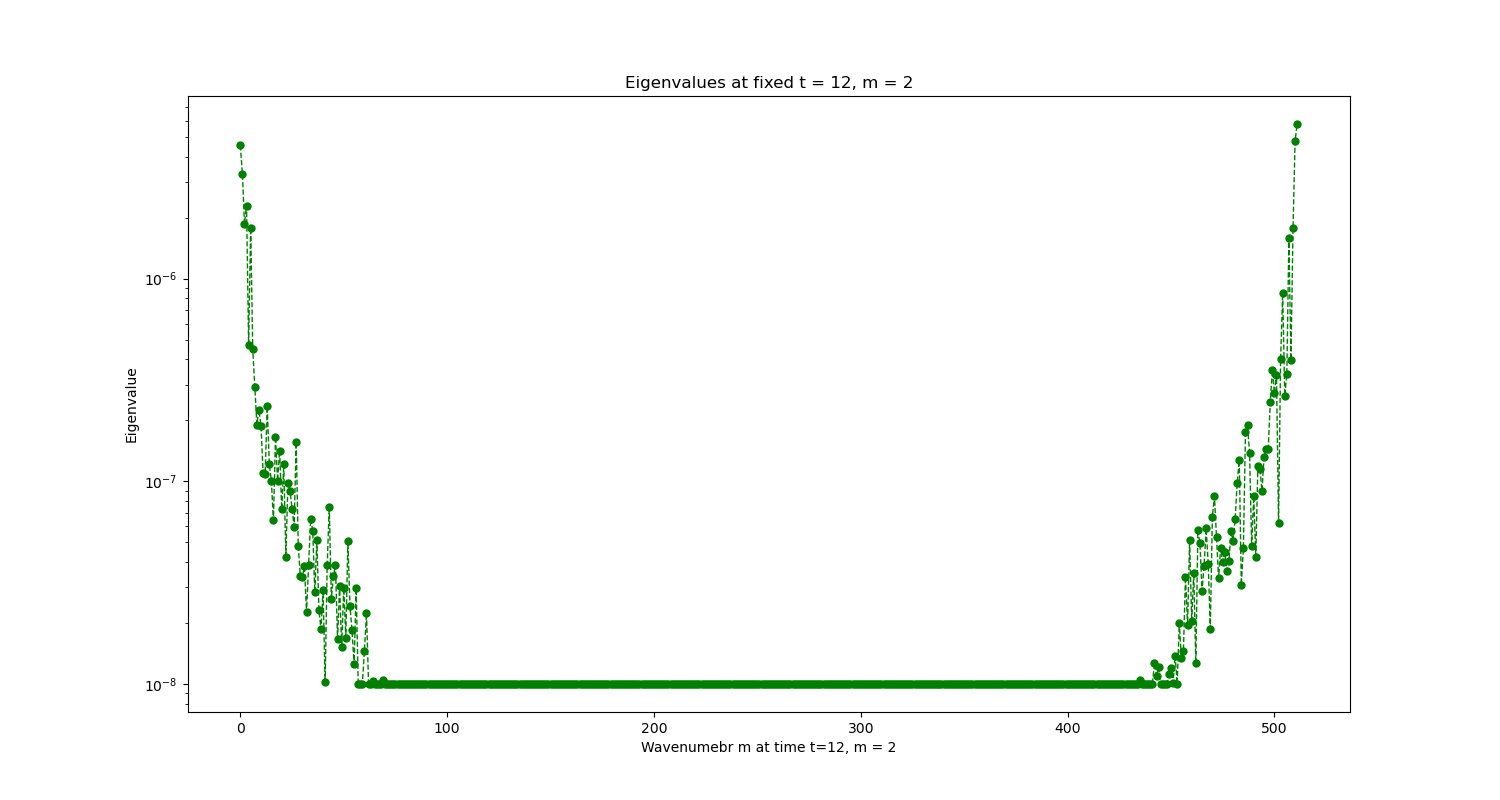 Eigenvalues at fixed t = 12, m = 2
Eigenvalue
10⁻⁶
10⁻⁷
10⁻⁸
0 100 200 300 400 500
Wavenumebr m at time t=12, m = 2